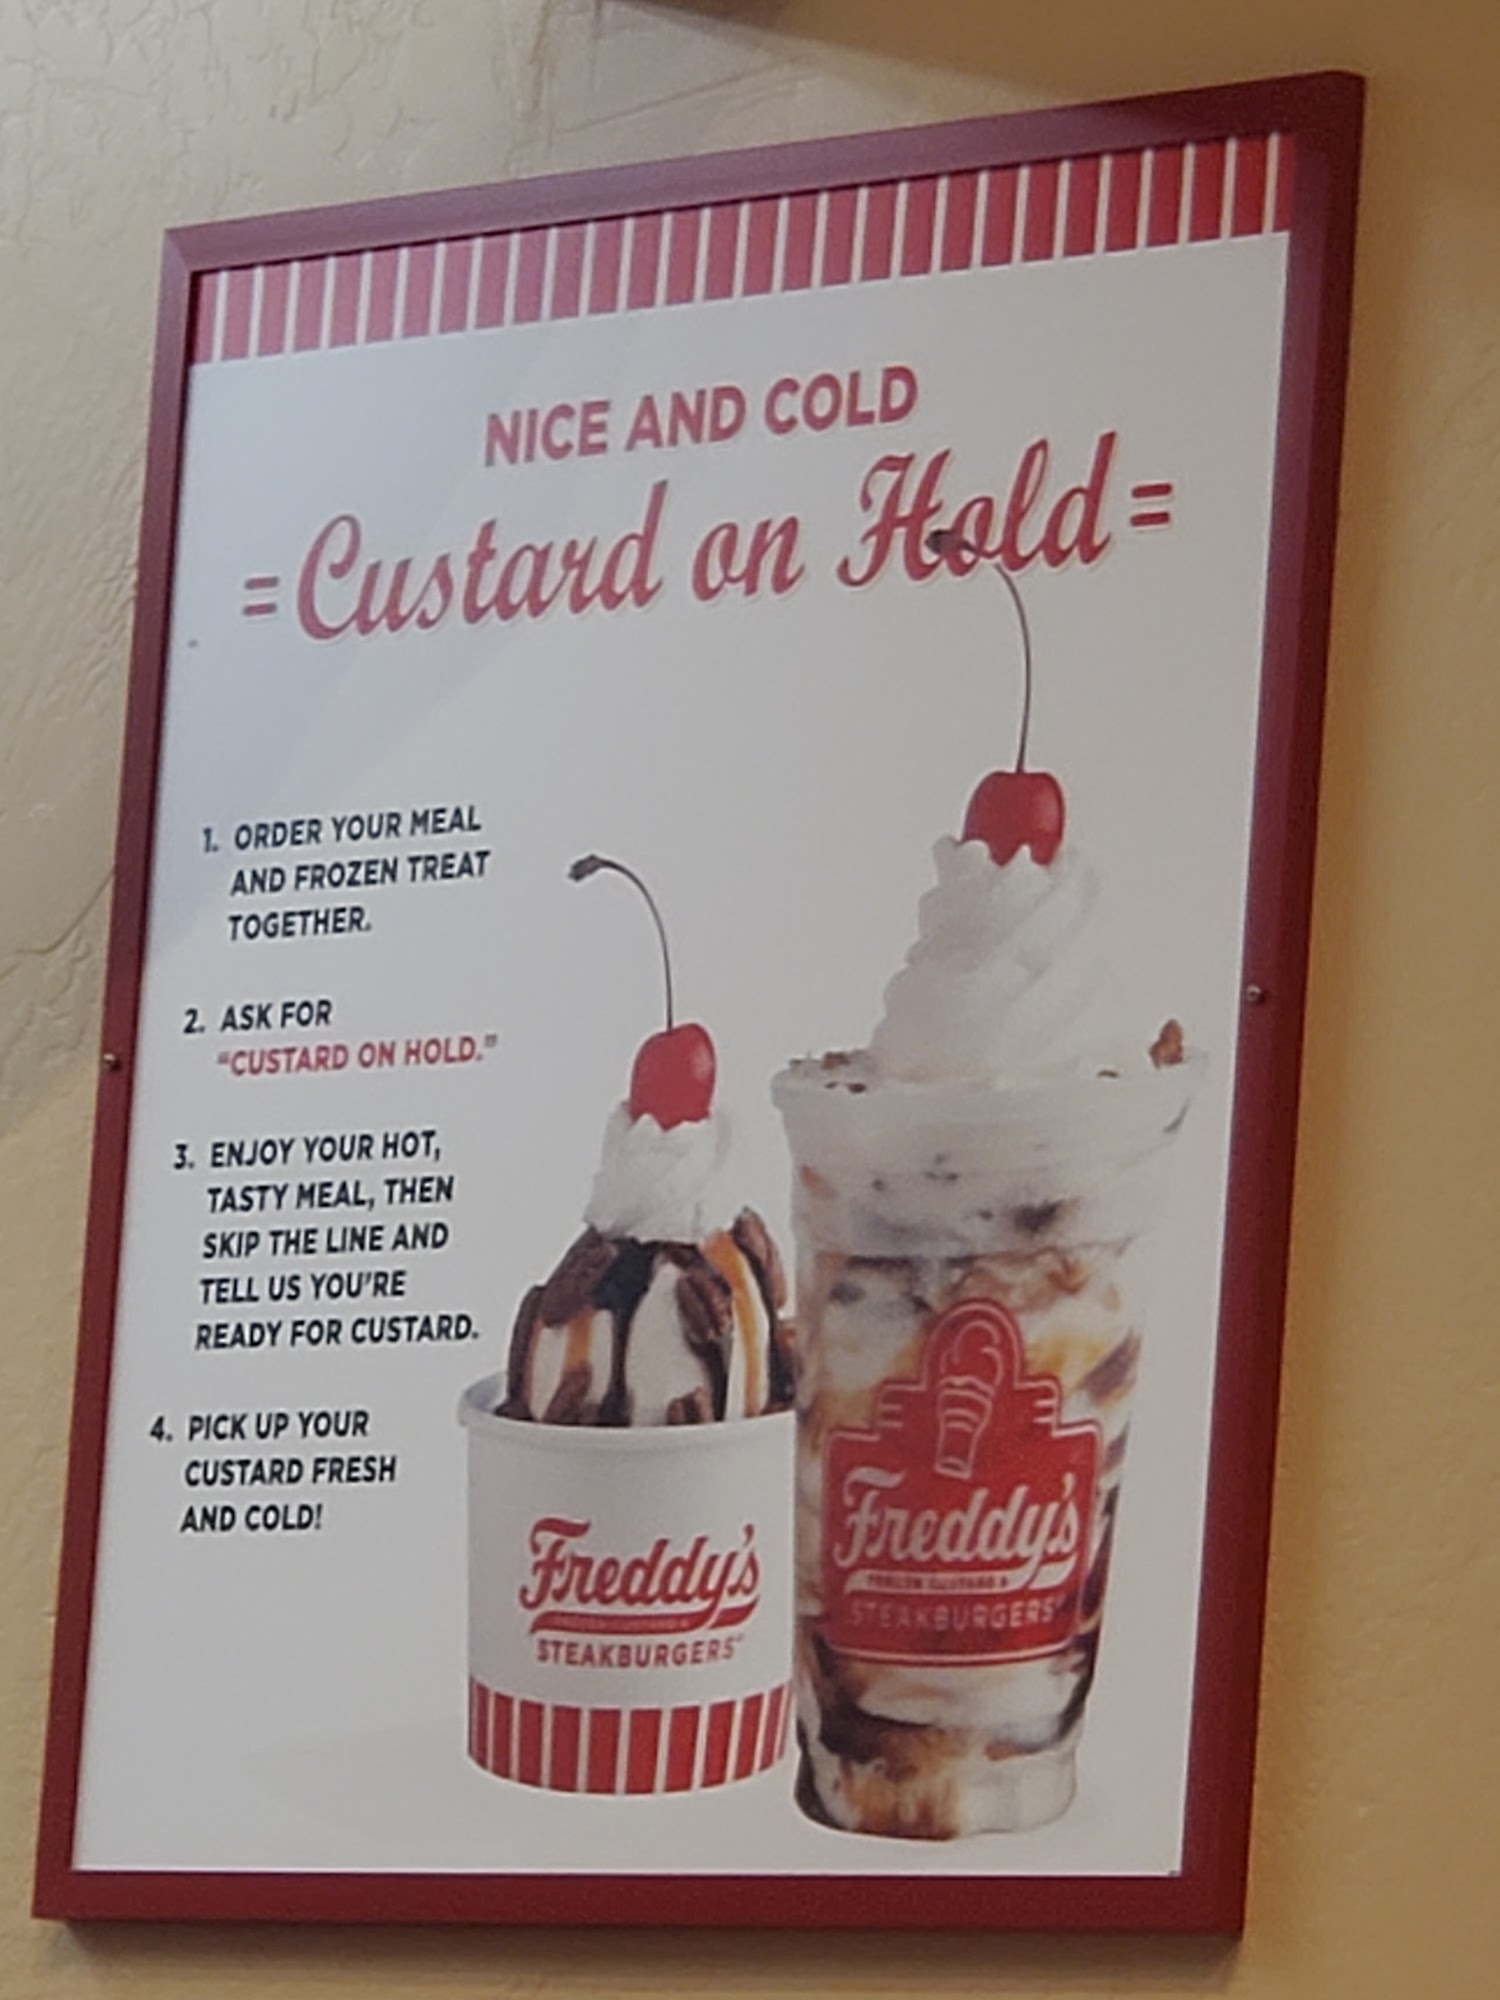 NICE AND COLD
= Custard on Hold =
1. ORDER YOUR MEAL
AND FROZEN TREAT
TOGETHER.
2. ASK FOR
“CUSTARD ON HOLD.”
3. ENJOY YOUR HOT,
TASTY MEAL, THEN
SKIP THE LINE AND
TELL US YOU'RE
READY FOR CUSTARD.
4. PICK UP YOUR
CUSTARD FRESH
AND COLD!
Freddy's
STEAKBURGERS
Freddy's
FROZEN CUSTARD &
STEAKBURGERS